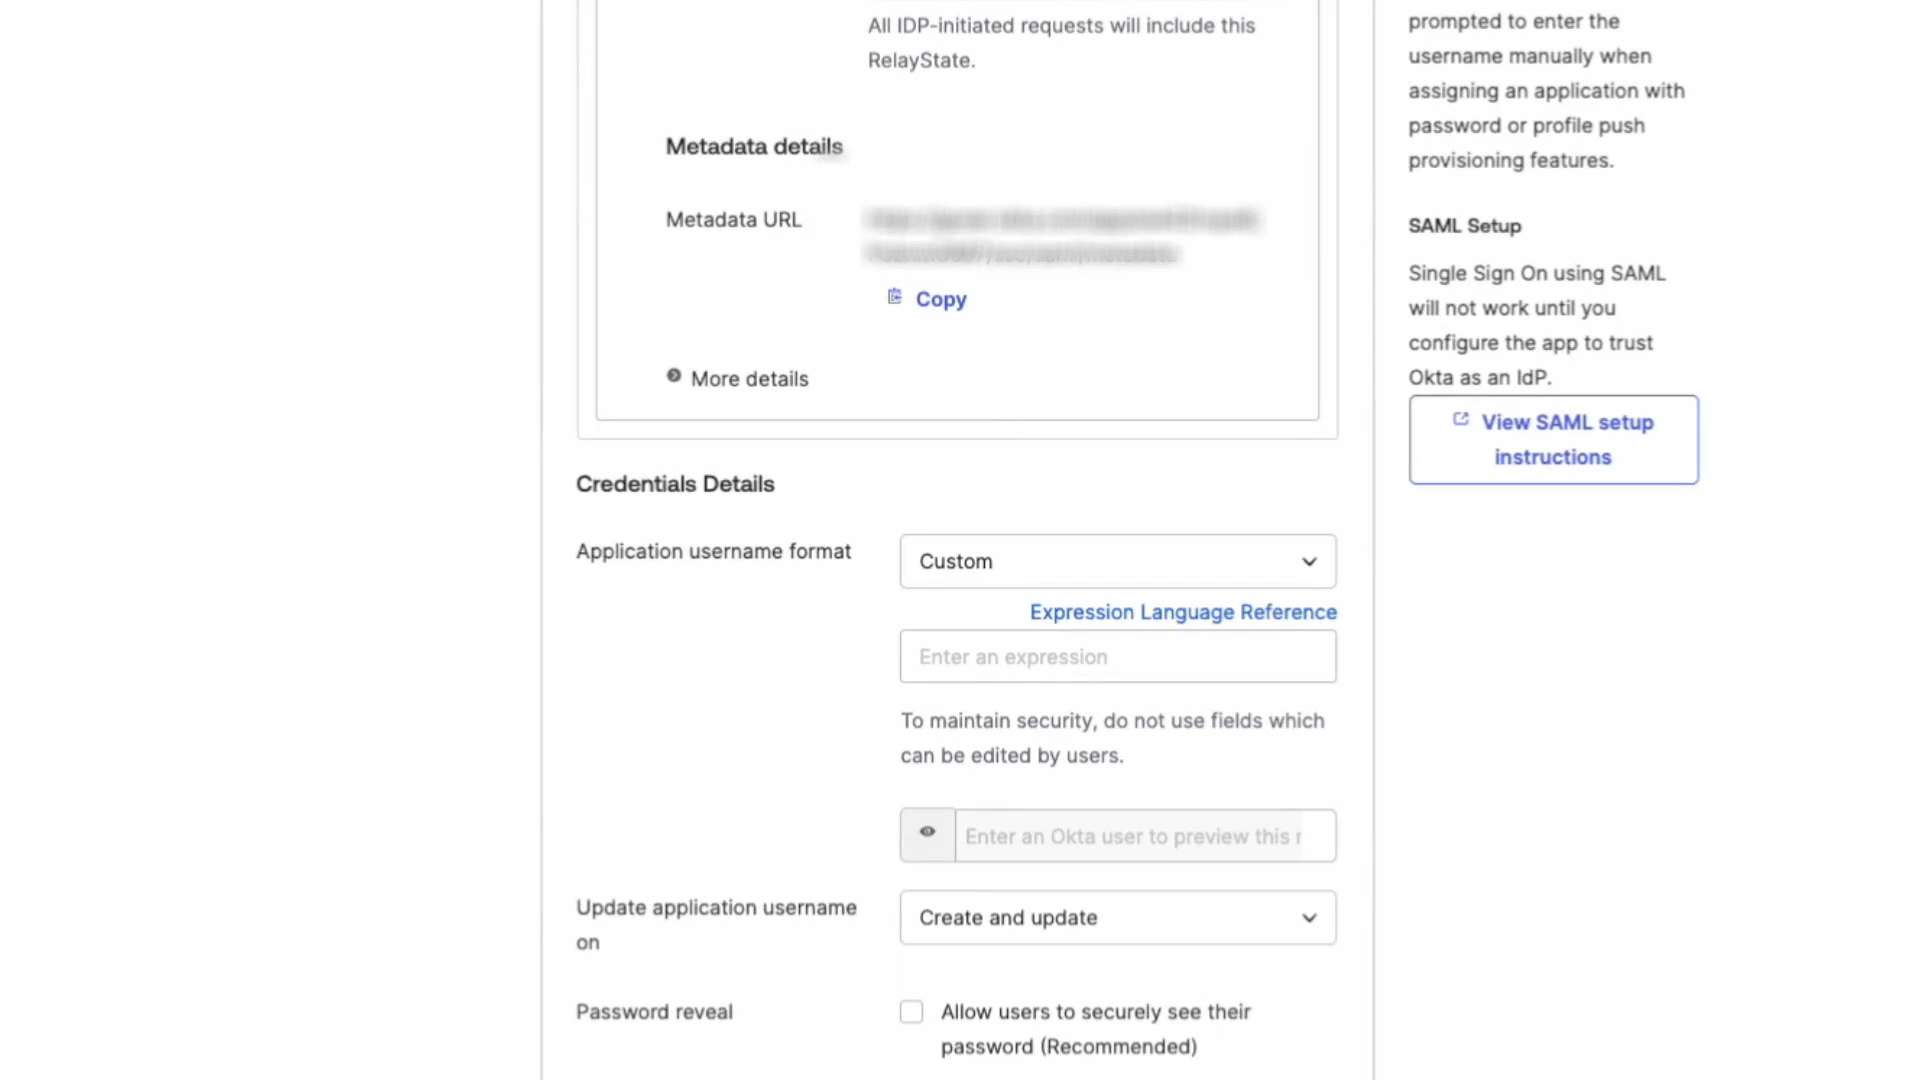 All IDP-initiated requests will include this
RelayState.
Metadata details
Metadata URL
Copy
More details
Credentials Details
Application username format
Custom
Expression Language Reference
Enter an expression
To maintain security, do not use fields which
can be edited by users.
Enter an Okta user to preview this r
Update application username
on
Create and update
Password reveal
Allow users to securely see their
password (Recommended)
prompted to enter the
username manually when
assigning an application with
password or profile push
provisioning features.
SAML Setup
Single Sign On using SAML
will not work until you
configure the app to trust
Okta as an IdP.
View SAML setup
instructions